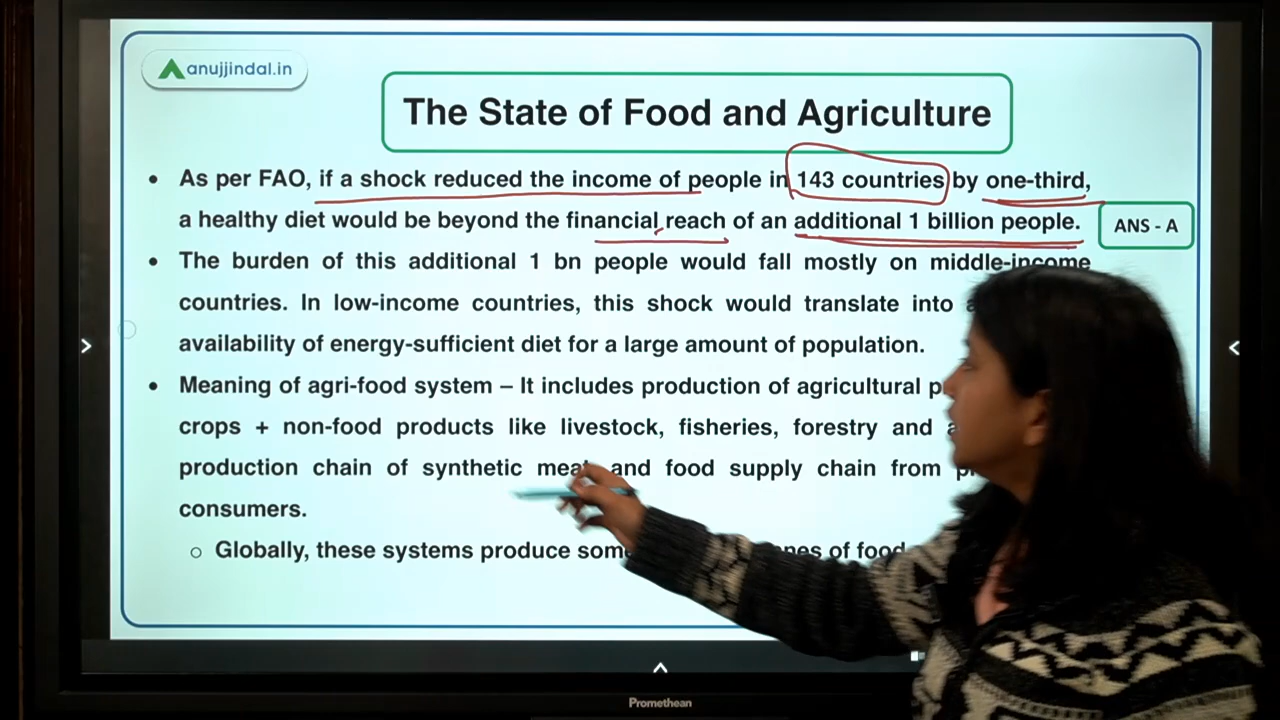 anujjindal.in
The State of Food and Agriculture
• As per FAO, if a shock reduced the income of people in 143 countries by one-third,
a healthy diet would be beyond the financial reach of an additional 1 billion people.
ANS - A
• The burden of this additional 1 bn people would fall mostly on middle-income
countries. In low-income countries, this shock would translate into
availability of energy-sufficient diet for a large amount of population.
• Meaning of agri-food system – It includes production of agricultural
crops + non-food products like livestock, fisheries, forestry and
production chain of synthetic meat and food supply chain from
consumers.
o Globally, these systems produce of food
Promethean